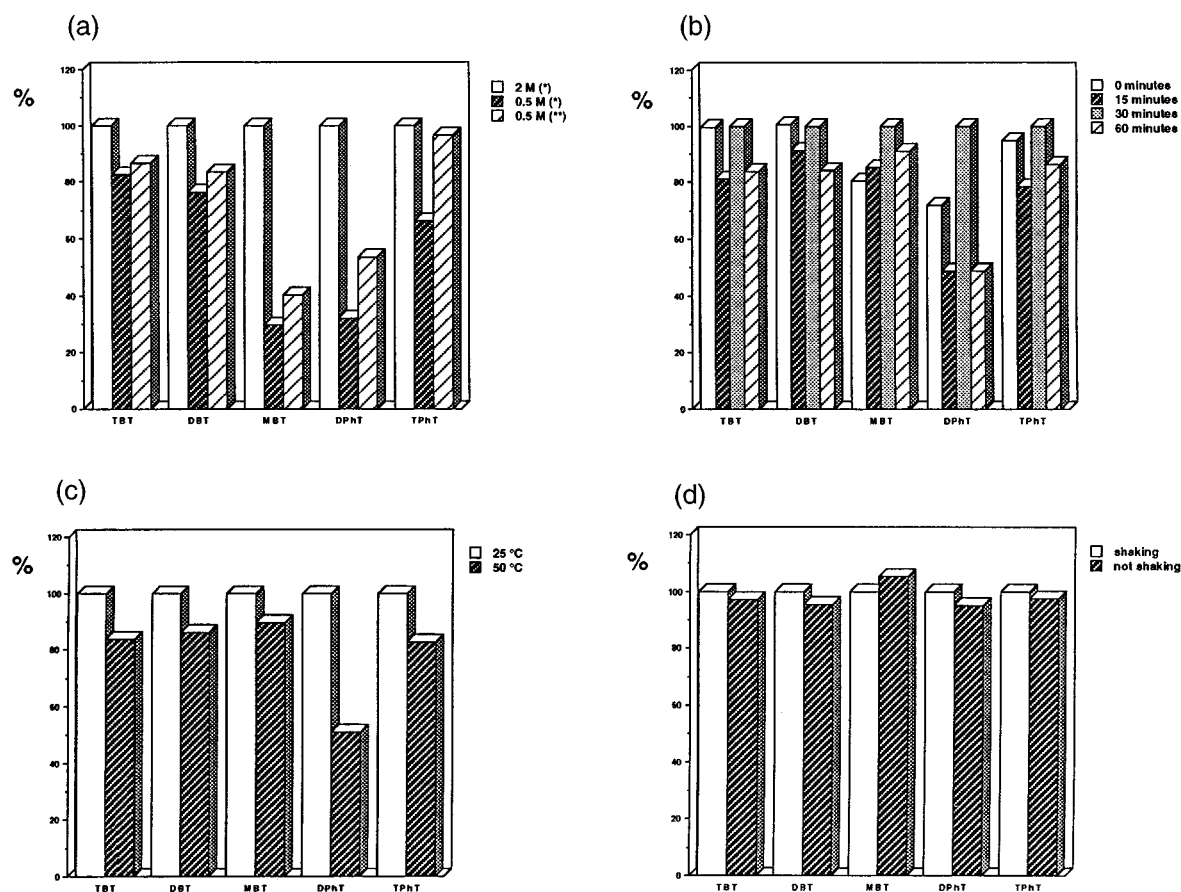 (a)
120
%
100
80
60
40
20
0
TBT DBT MBT DPhT TPhT
2 M (*)
0.5 M (*)
0.5 M (**)
(b)
120
%
100
80
60
40
20
0
TBT DBT MBT DPhT TPhT
0 minutes
15 minutes
30 minutes
60 minutes
(c)
120
%
100
80
60
40
20
0
TBT DBT MBT DPhT TPhT
25 °C
50 °C
(d)
120
%
100
80
60
40
20
0
TBT DBT MBT DPhT TPhT
shaking
not shaking